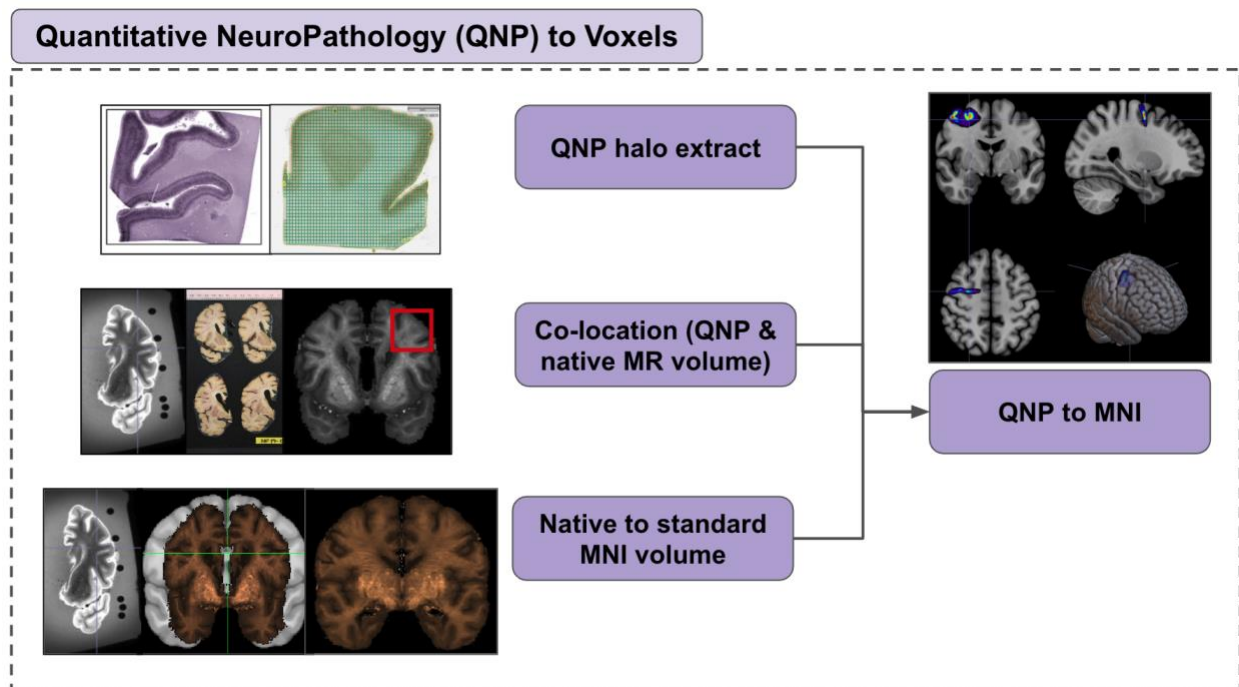 Quantitative NeuroPathology (QNP) to Voxels
QNP halo extract
Co-location (QNP &
native MR volume)
QNP to MNI
Native to standard
MNI volume